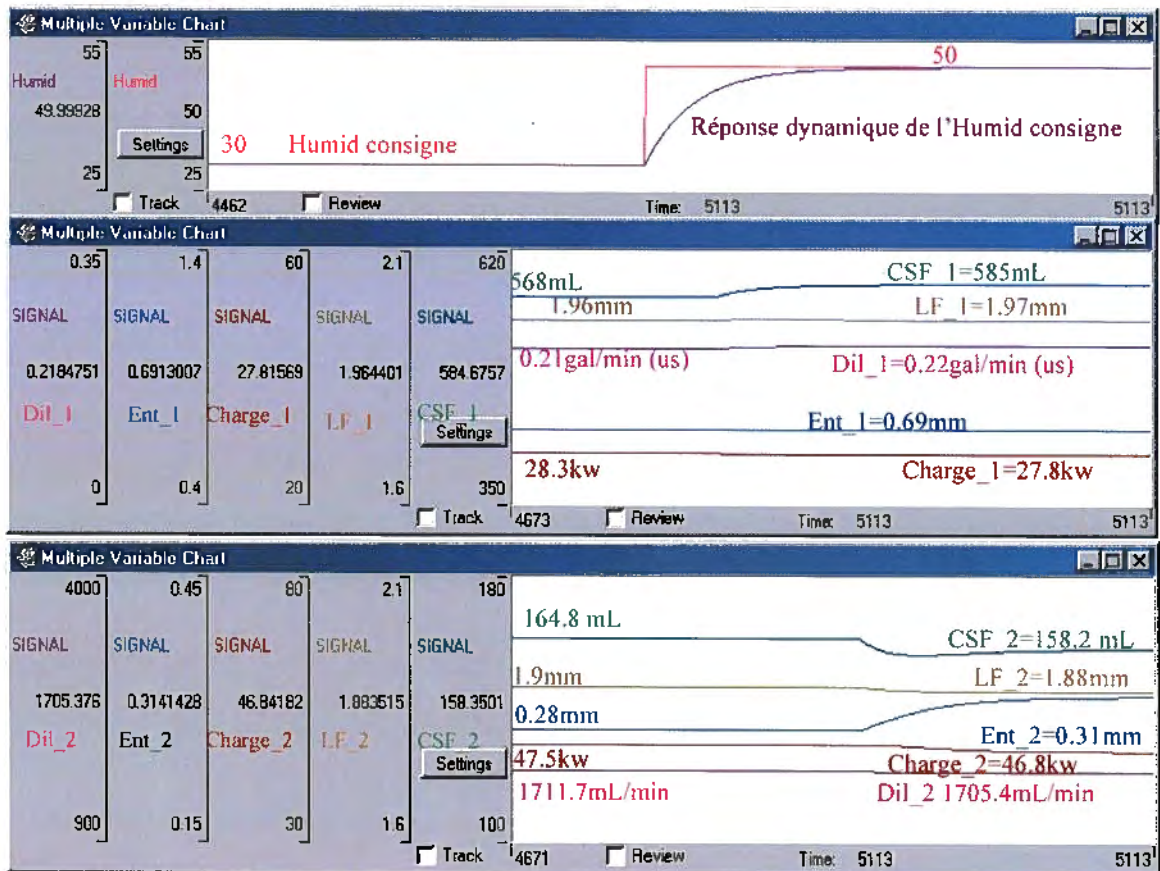 Multiple Variable Chart
55 55
50
Humid Humid
49.99928 50
Settings
30 Humid consigne
Réponse dynamique de l'Humid consigne
25 25
Track 4462 Review Time: 5113 5113
Multiple Variable Chart
0.35 1.4 60 2.1 620
568mL CSF_1=585mL
1.96mm LF_1=1.97mm
SIGNAL SIGNAL SIGNAL SIGNAL SIGNAL
0.2184751 0.6913007 27.81569 1.964401 584.6757
0.21gal/min (us) Dil_1=0.22gal/min (us)
Dil_1 Ent_1 Charge_1 LF_1 CSF_1
Settings
Ent_1=0.69mm
28.3kw Charge_1=27.8kw
0 0.4 20 1.6 350
Track 4673 Review Time: 5113 5113
Multiple Variable Chart
4000 0.45 80 2.1 180
164.8 mL
SIGNAL SIGNAL SIGNAL SIGNAL SIGNAL
CSF_2=158.2 mL
1.9mm LF_2=1.88mm
1705.376 0.3141428 46.84182 1.883515 158.3501
0.28mm
Dil_2 Ent_2 Charge_2 LF_2 CSF_2
Ent_2=0.31mm
Settings
47.5kw Charge_2=46.8kw
1711.7mL/min Dil_2 1705.4mL/min
900 0.15 30 1.6 100
Track 4671 Review Time: 5113 5113